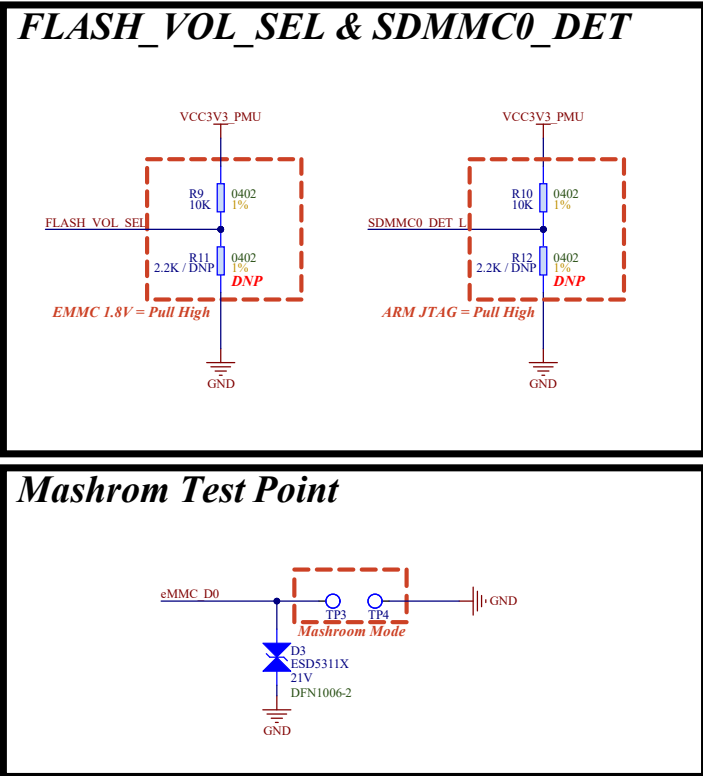 FLASH_VOL_SEL & SDMMC0_DET
VCC3V3_PMU
R9 0402
10K 1%
FLASH_VOL_SEL
R11 0402
2.2K / DNP 1%
DNP
EMMC 1.8V = Pull High
GND
VCC3V3_PMU
R10 0402
10K 1%
SDMMC0_DET_L
R12 0402
2.2K / DNP 1%
DNP
ARM JTAG = Pull High
GND
Mashrom Test Point
eMMC_D0
TP3 TP4
GND
Mashroom Mode
D3
ESD5311X
21V
DFN1006-2
GND